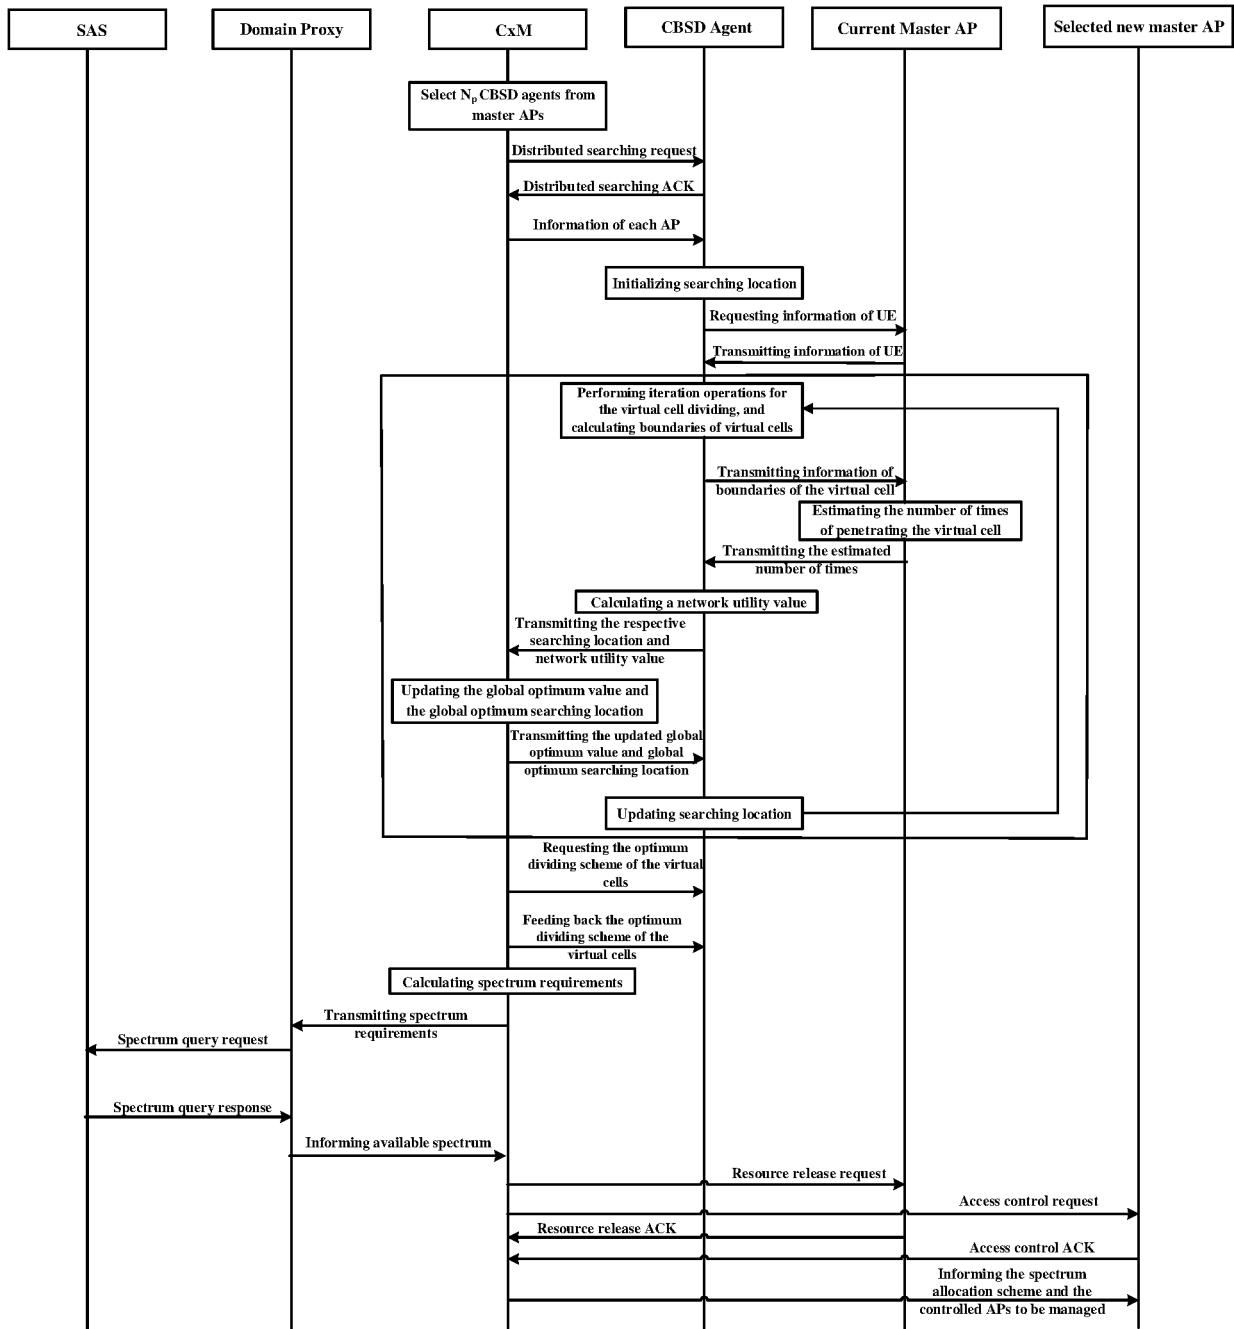 SAS
Domain Proxy
CxM
CBSD Agent
Current Master AP
Selected new master AP
Select Np CBSD agents from
master APs
Distributed searching request
Distributed searching ACK
Information of each AP
Initializing searching location
Requesting information of UE
Transmitting information of UE
Performing iteration operations for
the virtual cell dividing, and
calculating boundaries of virtual cells
Transmitting information of
boundaries of the virtual cell
Estimating the number of times
of penetrating the virtual cell
Transmitting the estimated
number of times
Calculating a network utility value
Transmitting the respective
searching location and
network utility value
Updating the global optimum value and
the global optimum searching location
Transmitting the updated global
optimum value and global
optimum searching location
Updating searching location
Requesting the optimum
dividing scheme of the virtual
cells
Feeding back the optimum
dividing scheme of the
virtual cells
Calculating spectrum requirements
Transmitting spectrum
requirements
Spectrum query request
Spectrum query response
Informing available spectrum
Resource release request
Access control request
Resource release ACK
Access control ACK
Informing the spectrum
allocation scheme and the
controlled APs to be managed